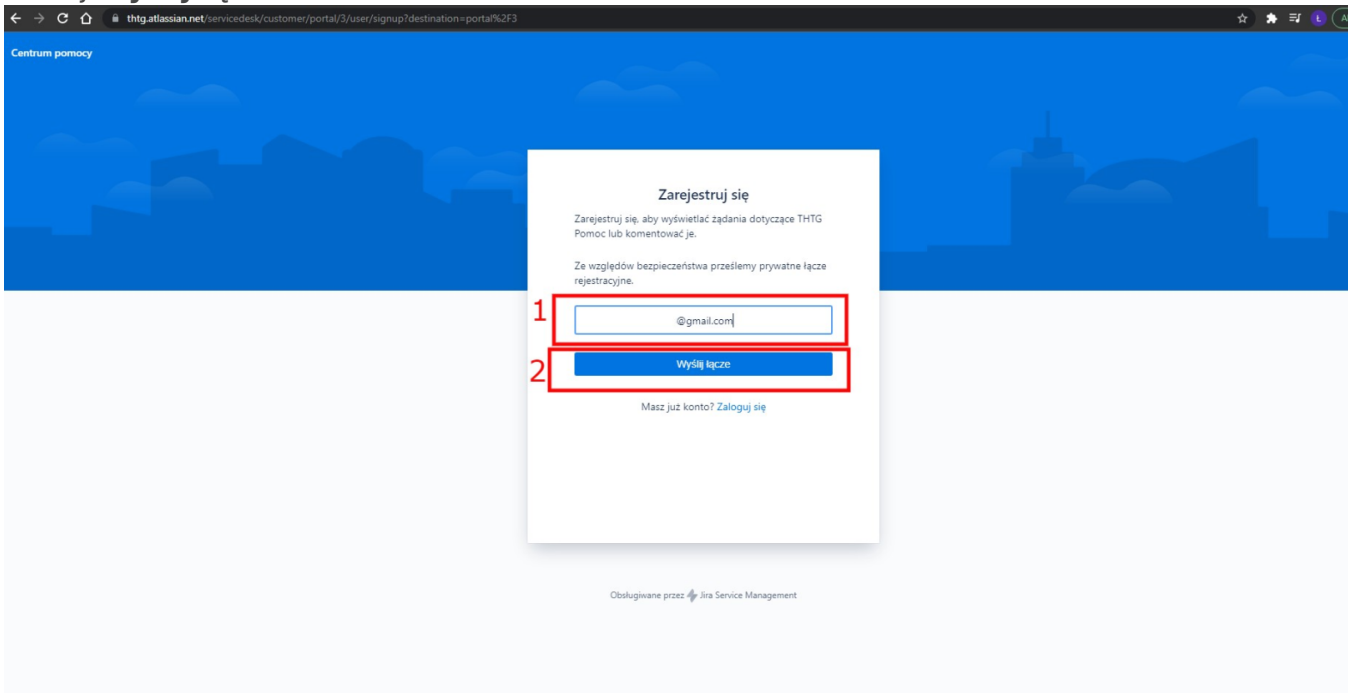 thtg.atlassian.net/servicedesk/customer/portal/3/user/signup?destination=portal%2F3
Centrum pomocy
Zarejestruj się
Zarejestruj się, aby wyświetlać żądania dotyczące THTG
Pomoc lub komentować je.
Ze względów bezpieczeństwa prześlemy prywatne łącze
rejestracyjne.
1
@gmail.com
2
Wyślij łącze
Masz już konto? Zaloguj się
Obsługiwane przez Jira Service Management